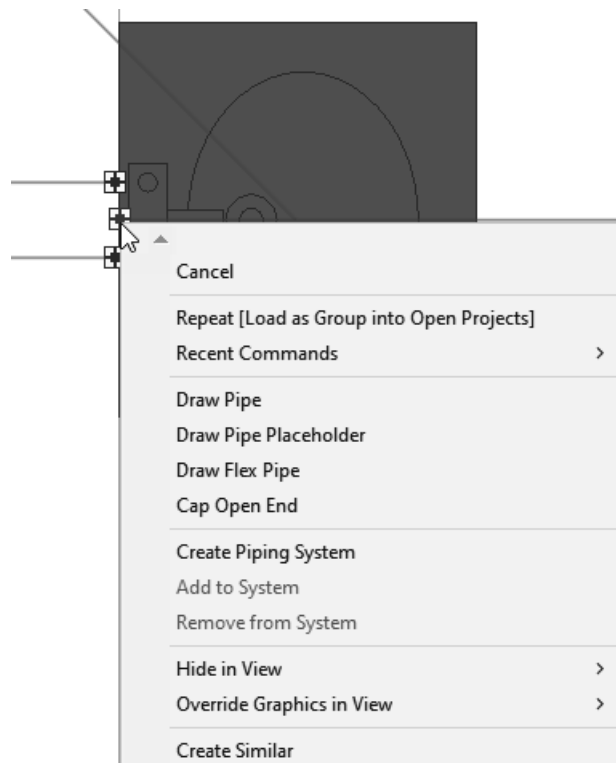 Cancel
Repeat [Load as Group into Open Projects]
Recent Commands
Draw Pipe
Draw Pipe Placeholder
Draw Flex Pipe
Cap Open End
Create Piping System
Add to System
Remove from System
Hide in View
Override Graphics in View
Create Similar